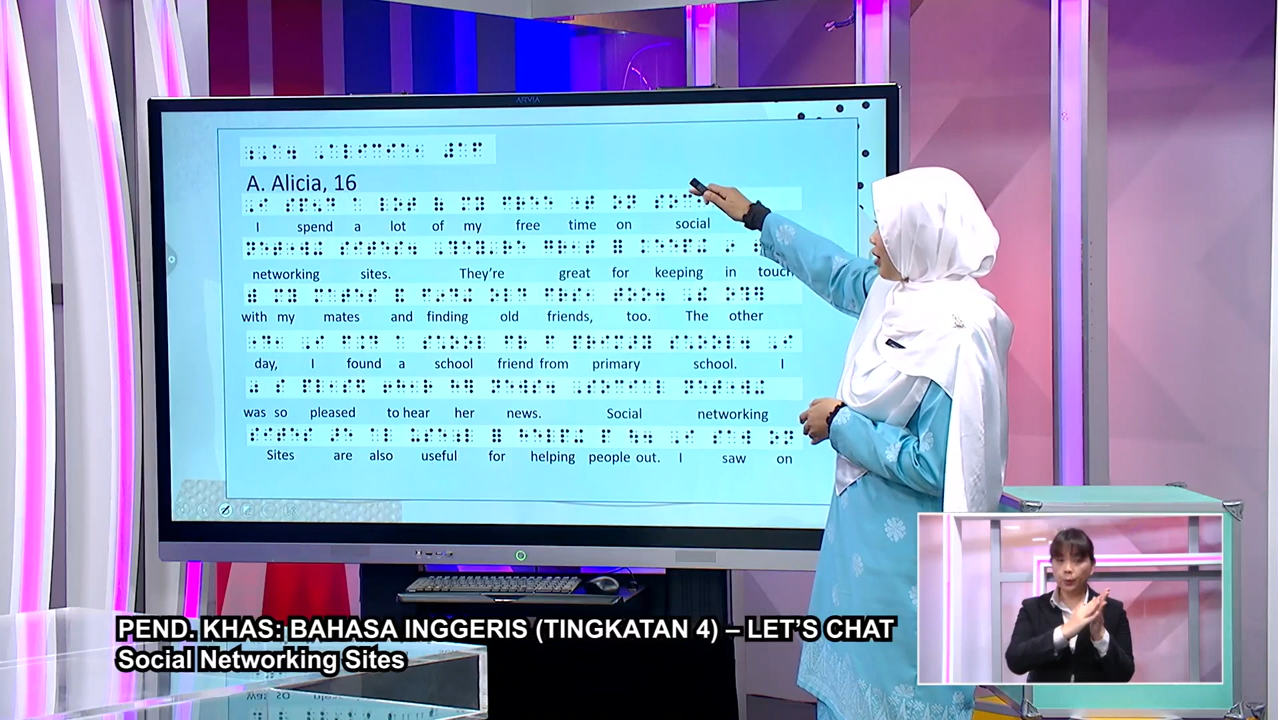 ARVIA
A. Alicia, 16
I spend a lot of my free time on social
networking sites. They're great for keeping in touch
with my mates and finding old friends, too. The other
day, I found a school friend from primary school. I
was so pleased to hear her news. Social networking
Sites are also useful for helping people out. I saw on
PEND. KHAS: BAHASA INGGERIS (TINGKATAN 4) – LET'S CHAT
Social Networking Sites